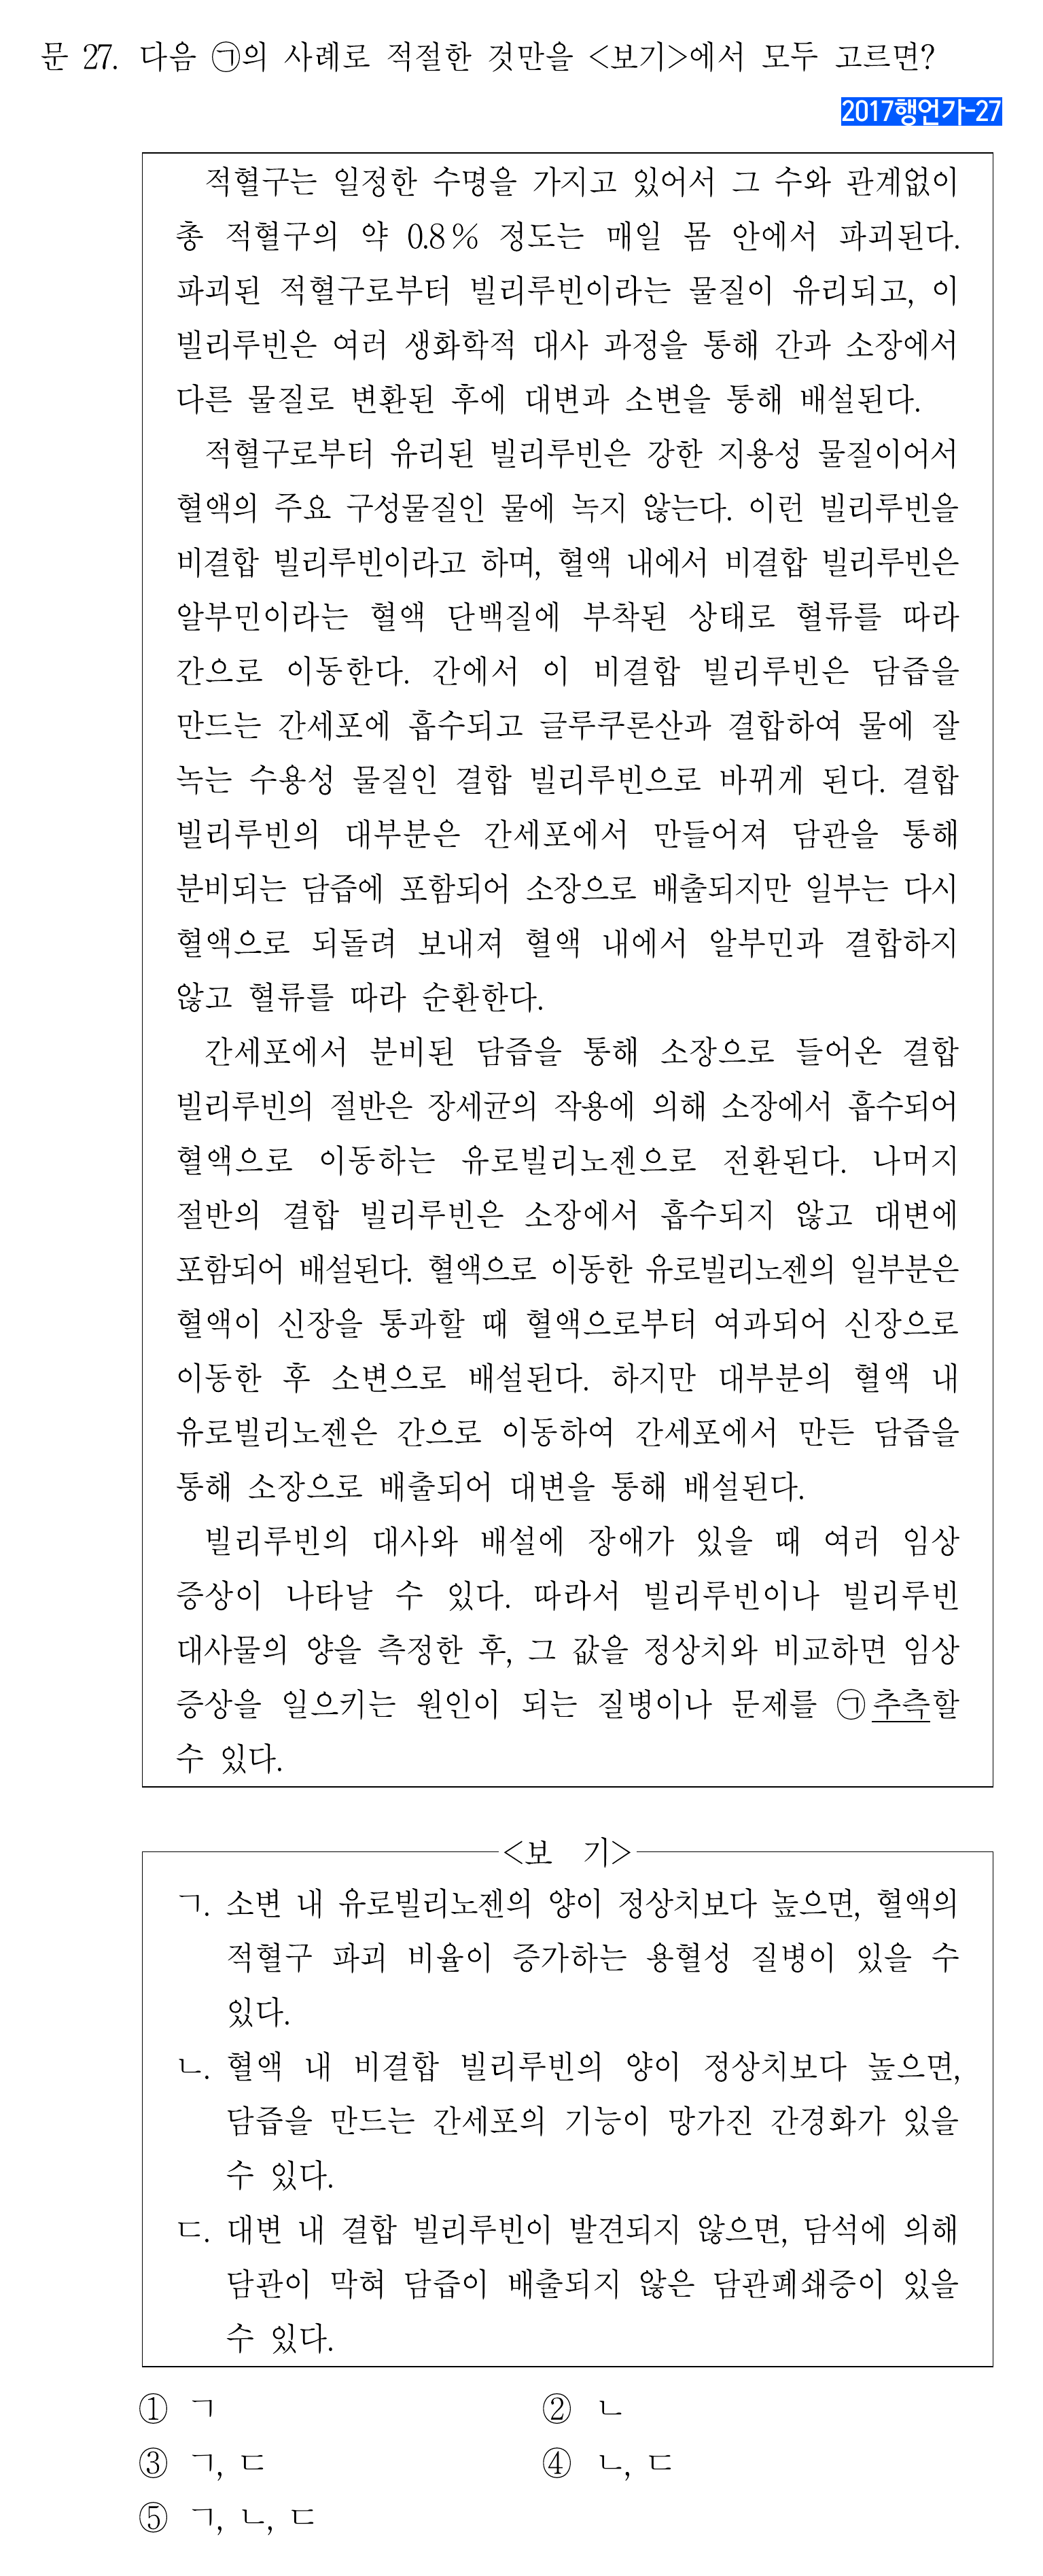 문 27. 다음 ㉠의 사례로 적절한 것만을 <보기>에서 모두 고르면?
2017행언가-27
적혈구는 일정한 수명을 가지고 있어서 그 수와 관계없이
총 적혈구의 약 0.8% 정도는 매일 몸 안에서 파괴된다.
파괴된 적혈구로부터 빌리루빈이라는 물질이 유리되고, 이
빌리루빈은 여러 생화학적 대사 과정을 통해 간과 소장에서
다른 물질로 변환된 후에 대변과 소변을 통해 배설된다.
적혈구로부터 유리된 빌리루빈은 강한 지용성 물질이어서
혈액의 주요 구성물질인 물에 녹지 않는다. 이런 빌리루빈을
비결합 빌리루빈이라고 하며, 혈액 내에서 비결합 빌리루빈은
알부민이라는 혈액 단백질에 부착된 상태로 혈류를 따라
간으로 이동한다. 간에서 이 비결합 빌리루빈은 담즙을
만드는 간세포에 흡수되고 글루쿠론산과 결합하여 물에 잘
녹는 수용성 물질인 결합 빌리루빈으로 바뀌게 된다. 결합
빌리루빈의 대부분은 간세포에서 만들어져 담관을 통해
분비되는 담즙에 포함되어 소장으로 배출되지만 일부는 다시
혈액으로 되돌려 보내져 혈액 내에서 알부민과 결합하지
않고 혈류를 따라 순환한다.
간세포에서 분비된 담즙을 통해 소장으로 들어온 결합
빌리루빈의 절반은 장세균의 작용에 의해 소장에서 흡수되어
혈액으로 이동하는 유로빌리노젠으로 전환된다. 나머지
절반의 결합 빌리루빈은 소장에서 흡수되지 않고 대변에
포함되어 배설된다. 혈액으로 이동한 유로빌리노젠의 일부분은
혈액이 신장을 통과할 때 혈액으로부터 여과되어 신장으로
이동한 후 소변으로 배설된다. 하지만 대부분의 혈액 내
유로빌리노젠은 간으로 이동하여 간세포에서 만든 담즙을
통해 소장으로 배출되어 대변을 통해 배설된다.
빌리루빈의 대사와 배설에 장애가 있을 때 여러 임상
증상이 나타날 수 있다. 따라서 빌리루빈이나 빌리루빈
대사물의 양을 측정한 후, 그 값을 정상치와 비교하면 임상
증상을 일으키는 원인이 되는 질병이나 문제를 ㉠추측할
수 있다.
<보 기>
ㄱ. 소변 내 유로빌리노젠의 양이 정상치보다 높으면, 혈액의
적혈구 파괴 비율이 증가하는 용혈성 질병이 있을 수
있다.
ㄴ. 혈액 내 비결합 빌리루빈의 양이 정상치보다 높으면,
담즙을 만드는 간세포의 기능이 망가진 간경화가 있을
수 있다.
ㄷ. 대변 내 결합 빌리루빈이 발견되지 않으면, 담석에 의해
담관이 막혀 담즙이 배출되지 않은 담관폐쇄증이 있을
수 있다.
① ㄱ ② ㄴ
③ ㄱ, ㄷ ④ ㄴ, ㄷ
⑤ ㄱ, ㄴ, ㄷ